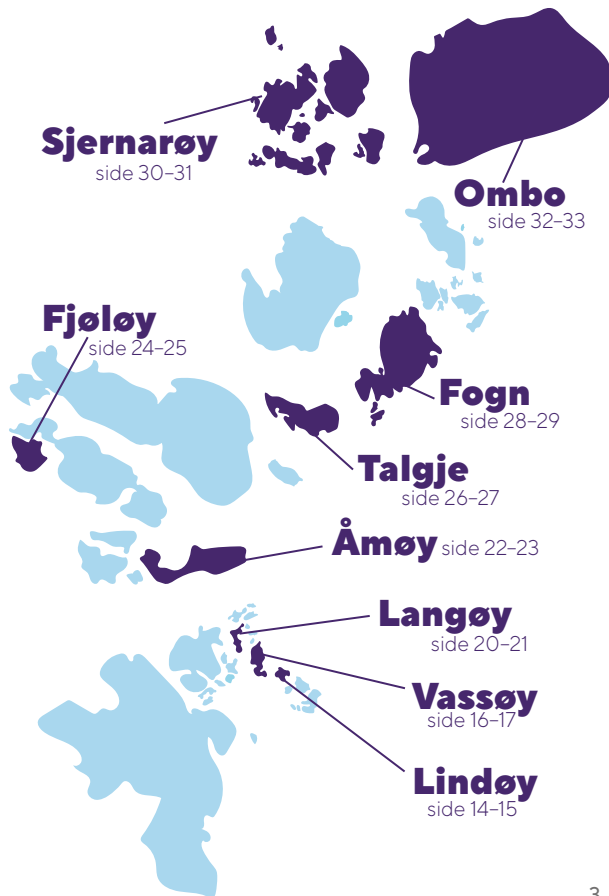 Sjernarøy
side 30–31
Ombo
side 32–33
Fjøløy
side 24–25
Fogn
side 28–29
Talgje
side 26–27
Åmøy side 22–23
Langøy
side 20–21
Vassøy
side 16–17
Lindøy
side 14–15
3